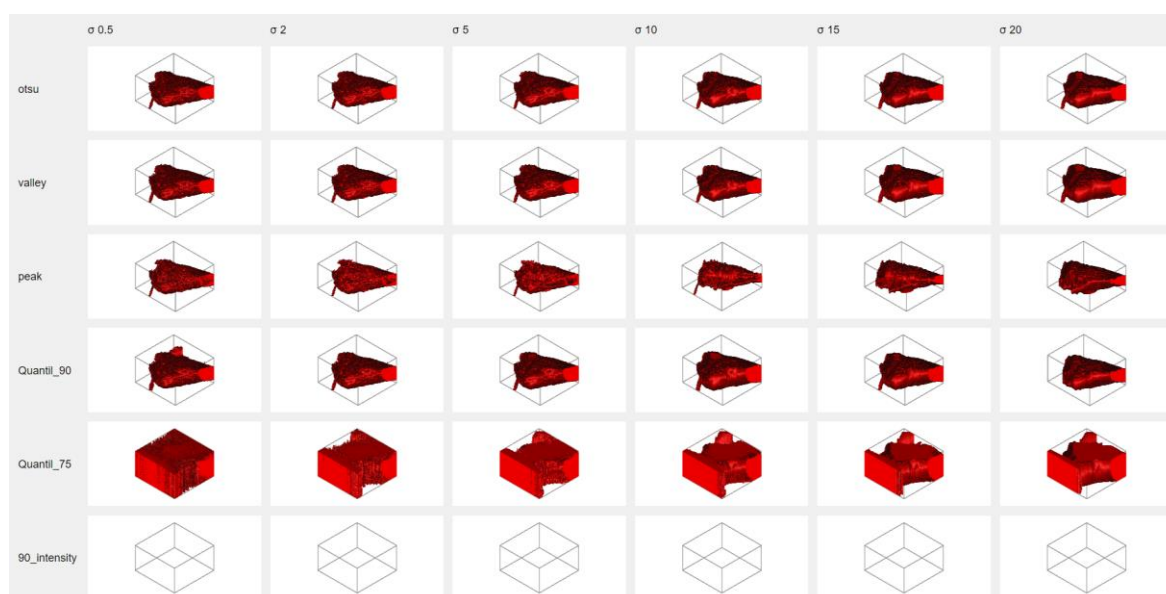 σ 0.5 σ 2 σ 5 σ 10 σ 15 σ 20
otsu
valley
peak
Quantil_90
Quantil_75
90_intensity